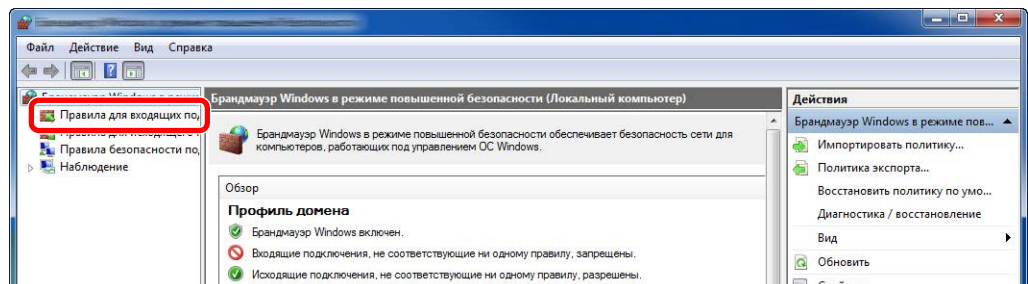 Файл Действие Вид Справка
Правила для входящих по
Правила безопасности по
Наблюдение
Брандмауэр Windows в режиме повышенной безопасности (Локальный компьютер)
Брандмауэр Windows в режиме повышенной безопасности обеспечивает безопасность сети для
компьютеров, работающих под управлением ОС Windows.
Обзор
Профиль домена
Брандмауэр Windows включен.
Входящие подключения, не соответствующие ни одному правилу, запрещены.
Исходящие подключения, не соответствующие ни одному правилу, разрешены.
Действия
Брандмауэр Windows в режиме пов...
Импортировать политику...
Политика экспорта...
Восстановить политику по умо...
Диагностика / восстановление
Вид
Обновить